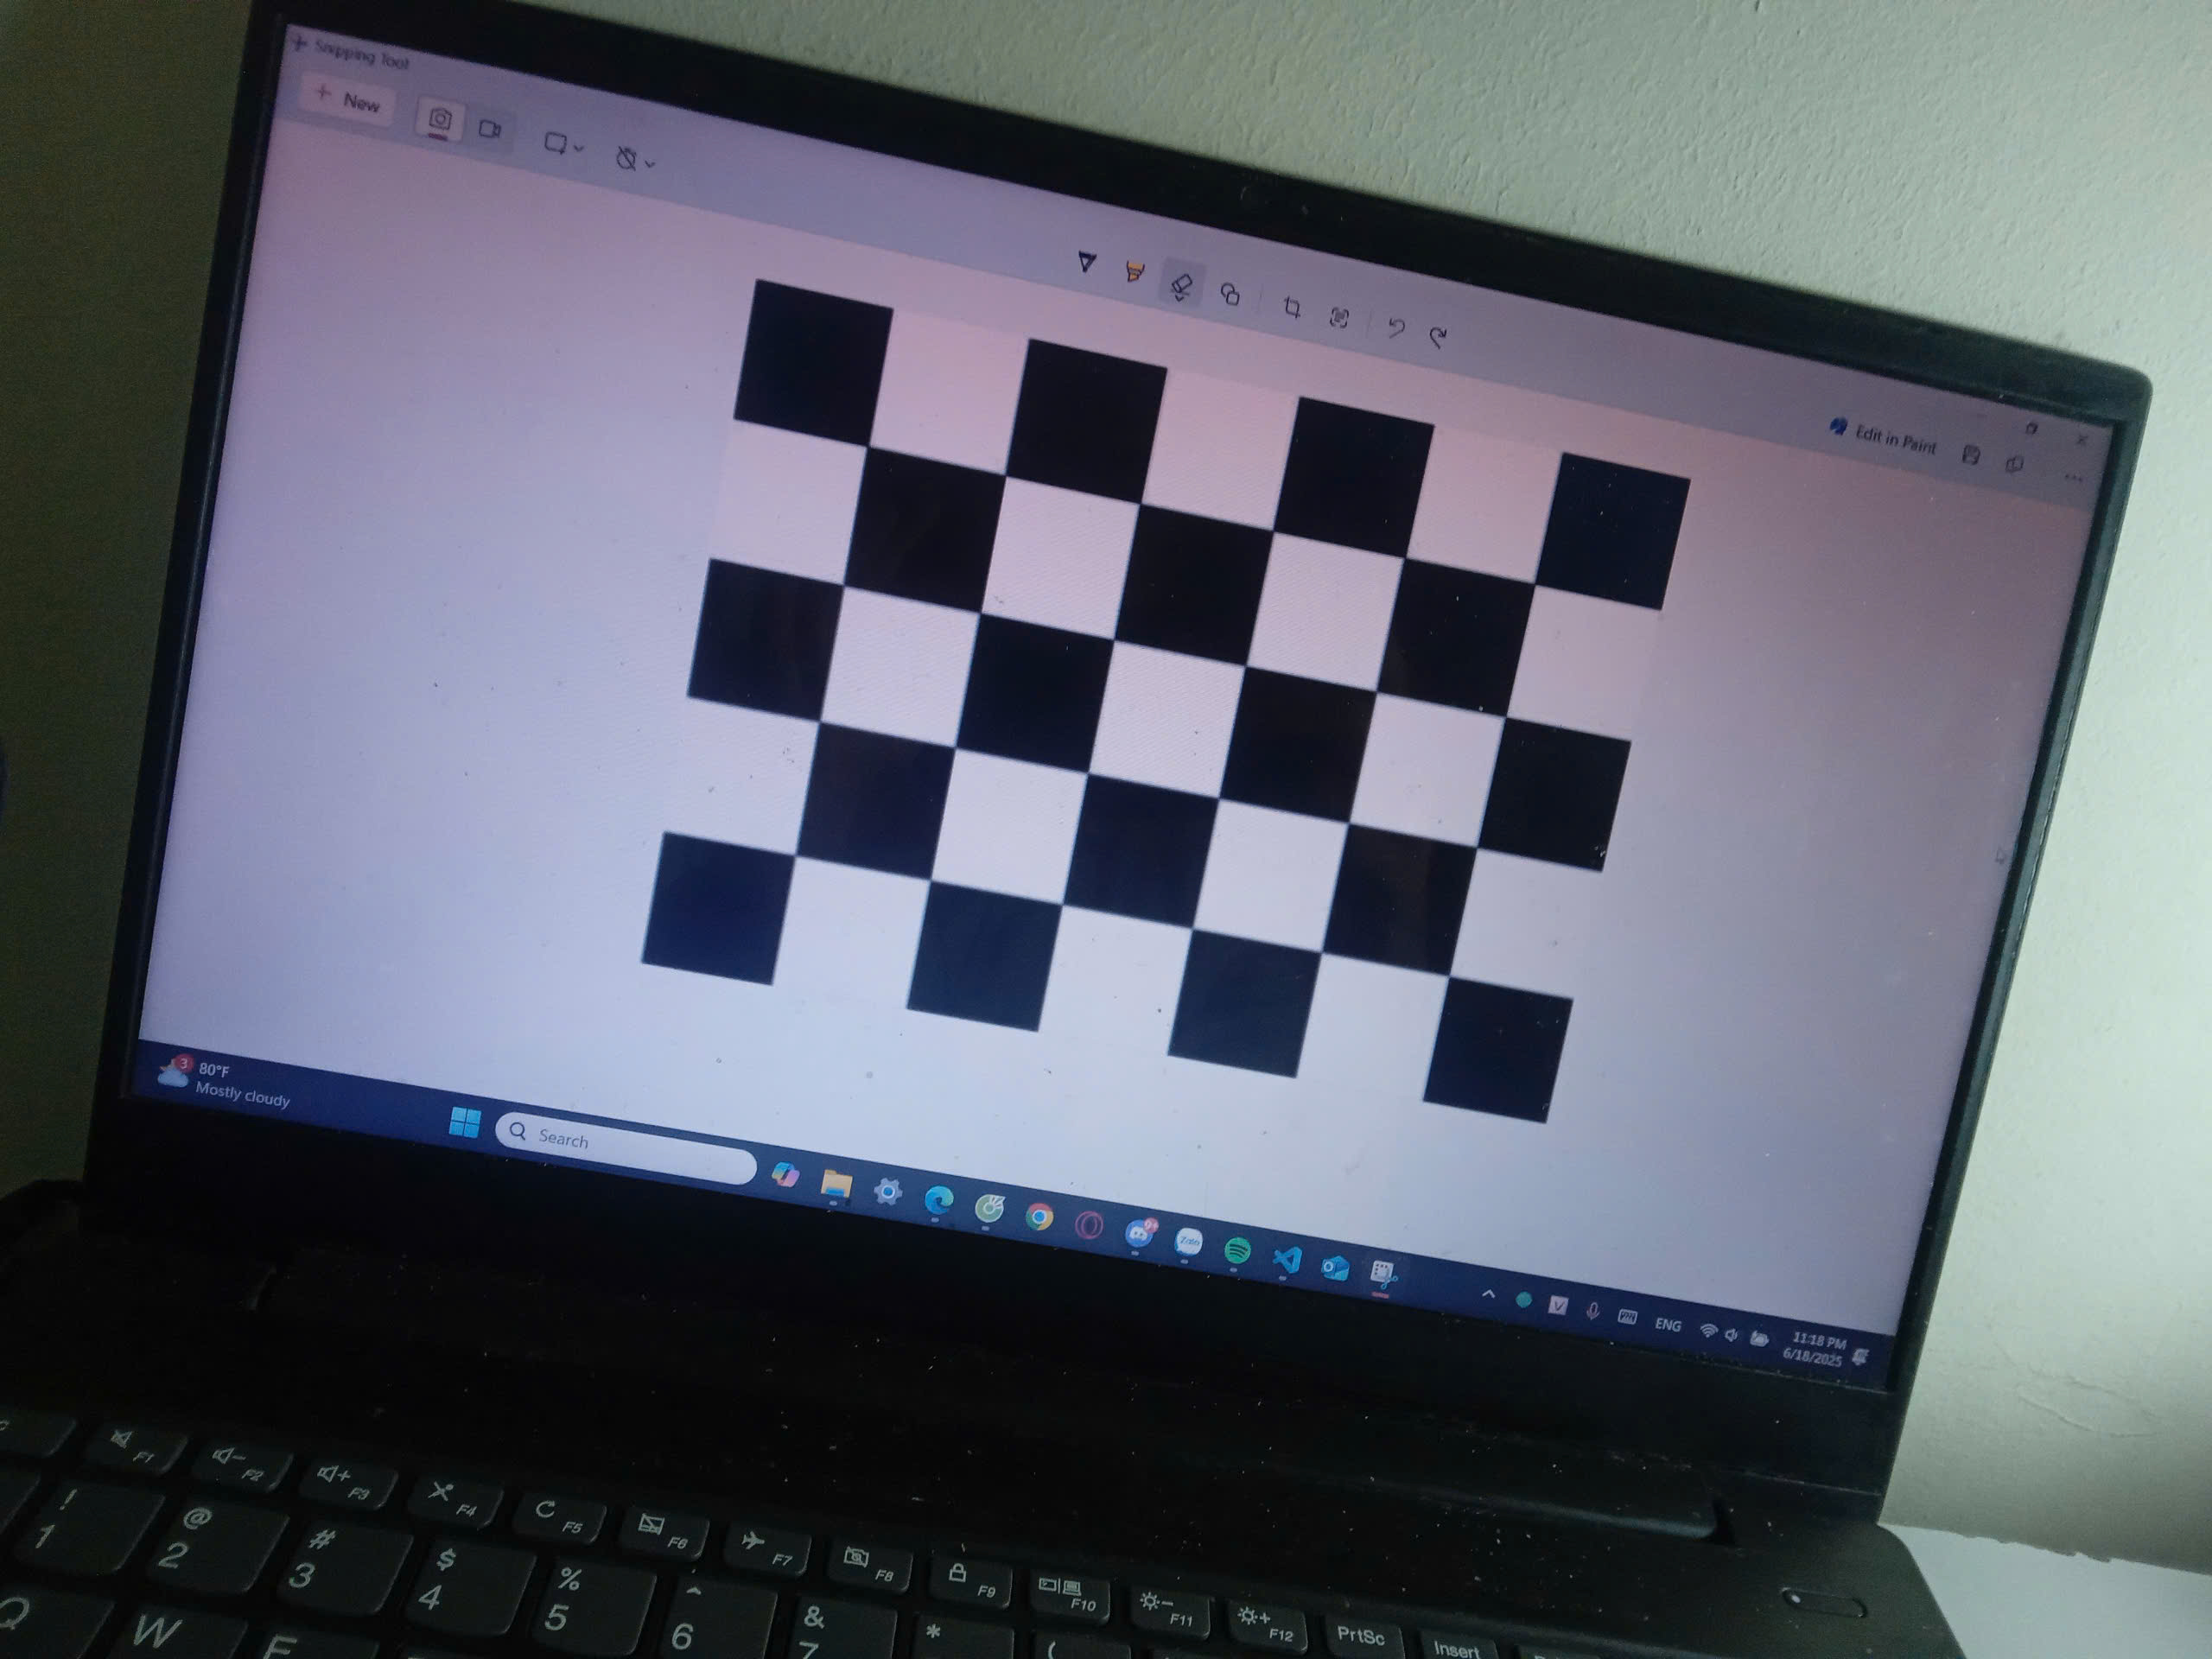 Snipping Tool
+ New
Edit in Paint
3
80°F
Mostly cloudy
Search
Zalo
V
ENG
11:18 PM
6/18/2025
F1 F2 F3 F4 F5 F6 F7 F8 F9 F10 F11 F12 PrtSc Insert
! @ # $ % ^ & * (
1 2 3 4 5 6 7
Q W E